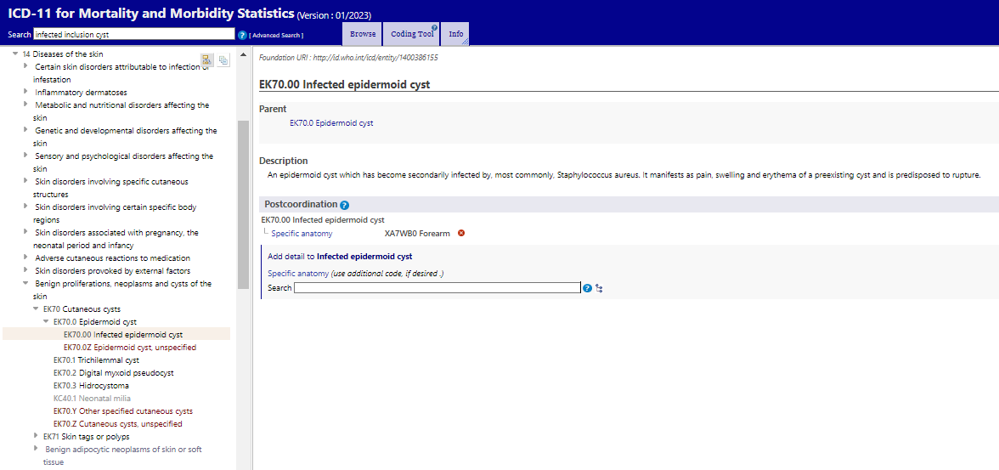 ICD-11 for Mortality and Morbidity Statistics (Version : 01/2023)
Search infected inclusion cyst ? [ Advanced Search ] Browse Coding Tool ? Info
14 Diseases of the skin
Certain skin disorders attributable to infection or
infestation
Inflammatory dermatoses
Metabolic and nutritional disorders affecting the
skin
Genetic and developmental disorders affecting the
skin
Sensory and psychological disorders affecting the
skin
Skin disorders involving specific cutaneous
structures
Skin disorders involving certain specific body
regions
Skin disorders associated with pregnancy, the
neonatal period and infancy
Adverse cutaneous reactions to medication
Skin disorders provoked by external factors
Benign proliferations, neoplasms and cysts of the
skin
EK70 Cutaneous cysts
EK70.0 Epidermoid cyst
EK70.00 Infected epidermoid cyst
EK70.0Z Epidermoid cyst, unspecified
EK70.1 Trichilemmal cyst
EK70.2 Digital myxoid pseudocyst
EK70.3 Hidrocystoma
KC40.1 Neonatal milia
EK70.Y Other specified cutaneous cysts
EK70.Z Cutaneous cysts, unspecified
EK71 Skin tags or polyps
Benign adipocytic neoplasms of skin or soft
tissue
Foundation URI : http://id.who.int/icd/entity/1400386155
EK70.00 Infected epidermoid cyst
Parent
EK70.0 Epidermoid cyst
Description
An epidermoid cyst which has become secondarily infected by, most commonly, Staphylococcus aureus. It manifests as pain, swelling and erythema of a preexisting cyst and is predisposed to rupture.
Postcoordination ?
EK70.00 Infected epidermoid cyst
Specific anatomy XA7WB0 Forearm
Add detail to Infected epidermoid cyst
Specific anatomy (use additional code, if desired .)
Search ?